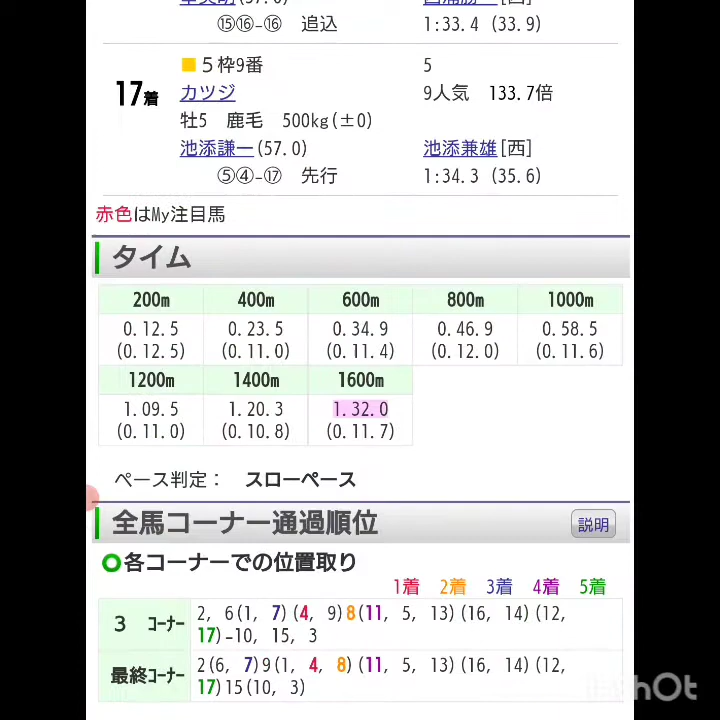 ⑮⑯-⑯ 追込
1:33.4 (33.9)
17着
5枠9番
5
カツジ
9人気 133.7倍
牡5 鹿毛 500kg(±0)
池添謙一(57.0)
池添兼雄[西]
⑤④-⑰ 先行
1:34.3 (35.6)
赤色はMy注目馬
タイム
200m 400m 600m 800m 1000m
0.12.5 0.23.5 0.34.9 0.46.9 0.58.5
(0.12.5) (0.11.0) (0.11.4) (0.12.0) (0.11.6)
1200m 1400m 1600m
1.09.5 1.20.3 1.32.0
(0.11.0) (0.10.8) (0.11.7)
ペース判定： スローペース
全馬コーナー通過順位
説明
各コーナーでの位置取り
1着 2着 3着 4着 5着
3 コーナー
2, 6(1, 7)(4, 9)8(11, 5, 13)(16, 14)(12,
17)-10, 15, 3
最終コーナー
2(6, 7)9(1, 4, 8)(11, 5, 13)(16, 14)(12,
17)15(10, 3)